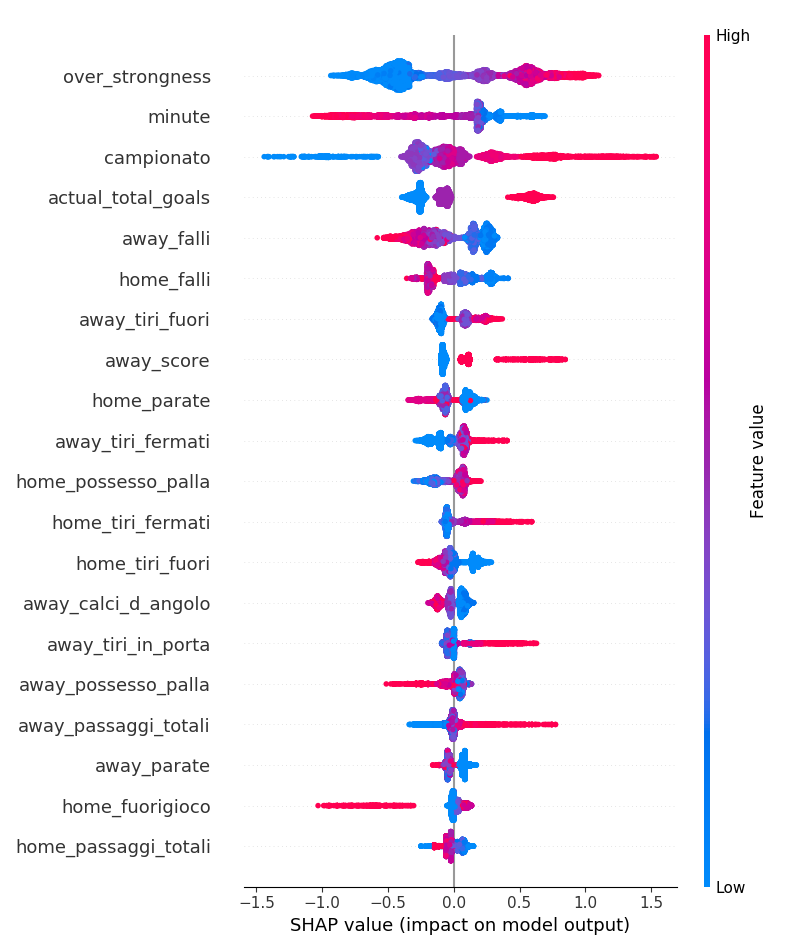 High
over_strongness
minute
campionato
actual_total_goals
away_falli
home_falli
away_tiri_fuori
away_score
home_parate
away_tiri_fermati
home_possesso_palla
home_tiri_fermati
home_tiri_fuori
away_calci_d_angolo
away_tiri_in_porta
away_possesso_palla
away_passaggi_totali
away_parate
home_fuorigioco
home_passaggi_totali
Feature value
Low
−1.5 −1.0 −0.5 0.0 0.5 1.0 1.5
SHAP value (impact on model output)